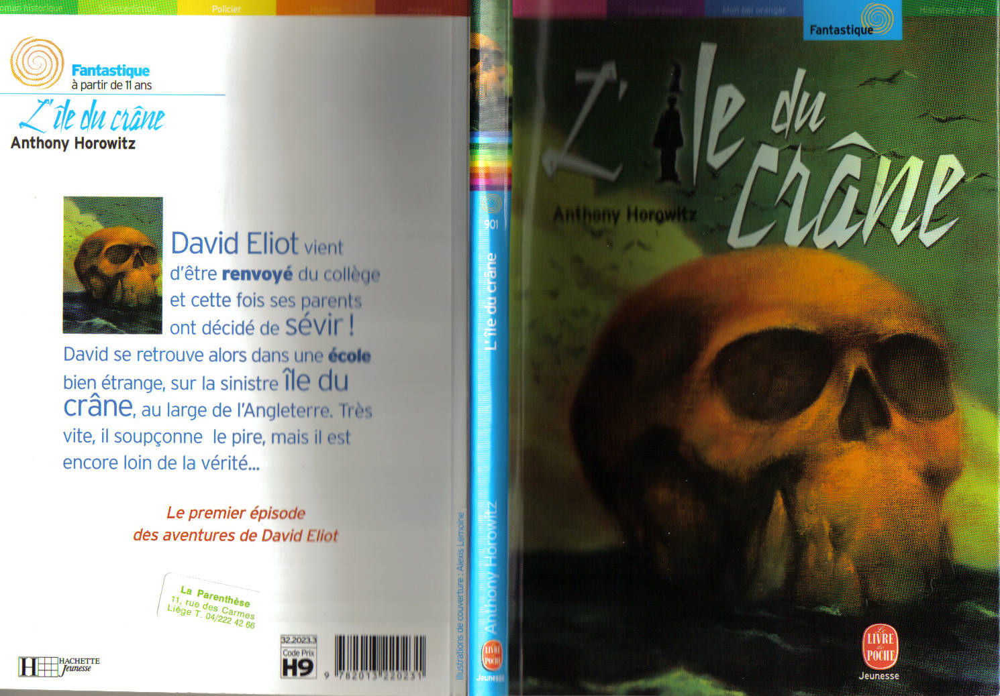 Roman historique
Science-fiction
Policier
Humour
Aventure
Fantastique
à partir de 11 ans
L'île du crâne
Anthony Horowitz
David Eliot vient
d'être renvoyé du collège
et cette fois ses parents
ont décidé de sévir !
David se retrouve alors dans une école
bien étrange, sur la sinistre île du
crâne, au large de l'Angleterre. Très
vite, il soupçonne le pire, mais il est
encore loin de la vérité...
Le premier épisode
des aventures de David Eliot
La Parenthèse
11, rue des Carmes
Liège T. 04/222 42 66
HACHETTE
Jeunesse
32.2023.3
Code Prix
H9
9 782013 220231
Illustrations de couverture : Alexis Lemoine
901
L'île du crâne
Anthony Horowitz
Le
LIVRE
de
POCHE
Jeunesse
Mon bel oranger
Fantastique
Histoires de vies
L'Ile du
crâne
Anthony Horowitz
Le
LIVRE
de
POCHE
Jeunesse